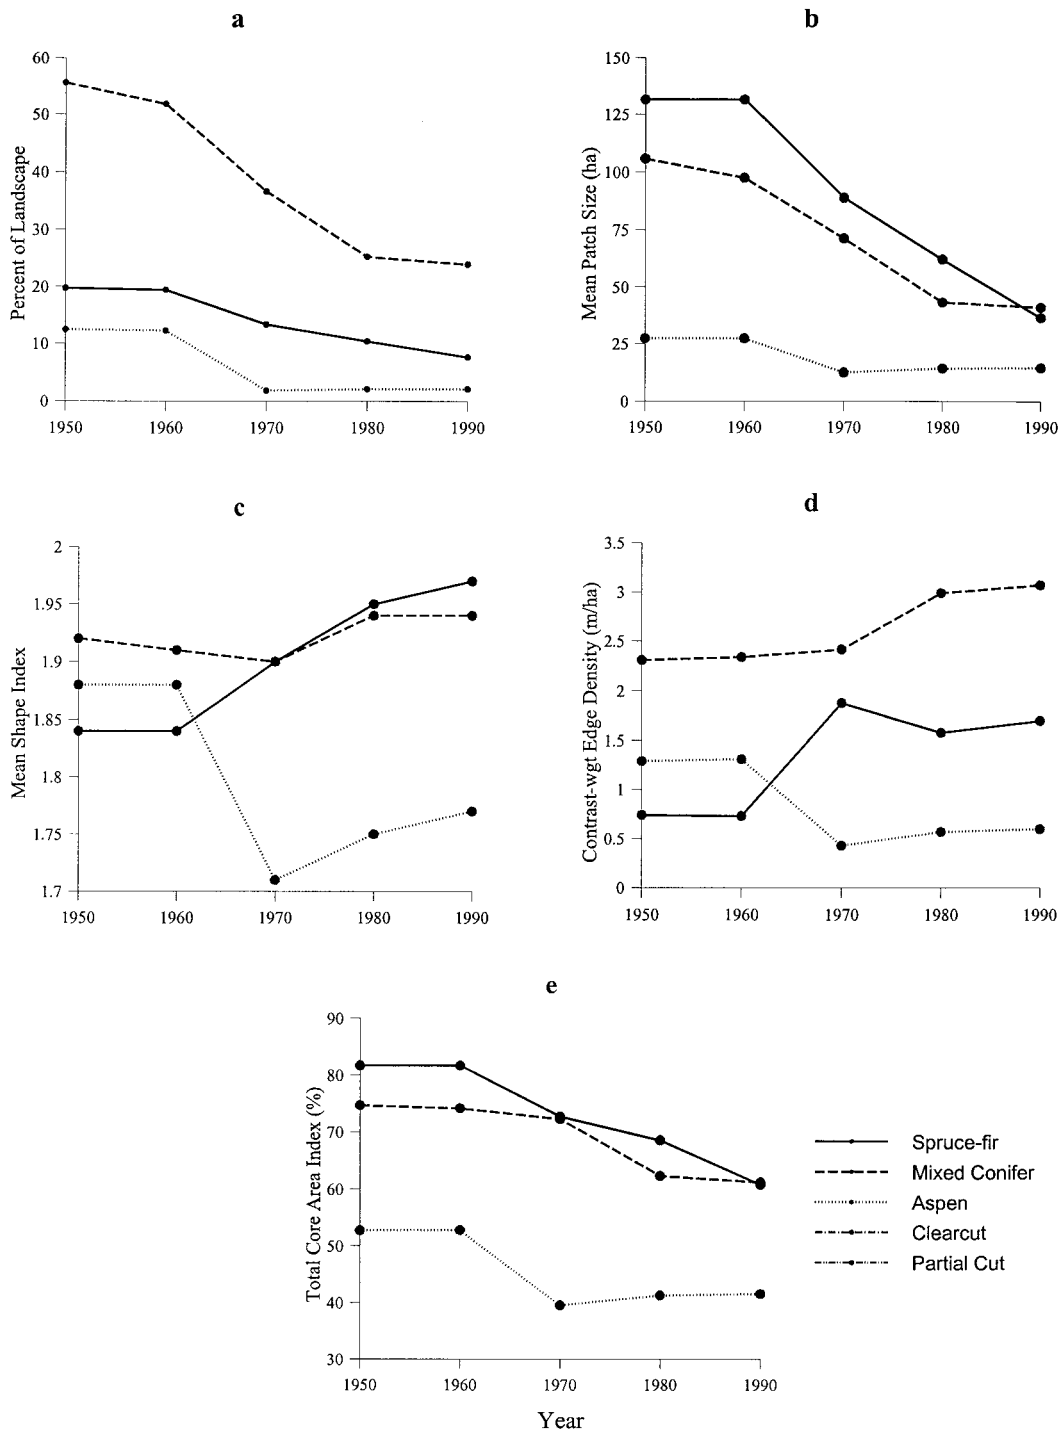 a
Percent of Landscape
60
50
40
30
20
10
0
1950 1960 1970 1980 1990
b
Mean Patch Size (ha)
150
125
100
75
50
25
0
1950 1960 1970 1980 1990
c
Mean Shape Index
2
1.95
1.9
1.85
1.8
1.75
1.7
1950 1960 1970 1980 1990
d
Contrast-wgt Edge Density (m/ha)
3.5
3
2.5
2
1.5
1
0.5
0
1950 1960 1970 1980 1990
e
Total Core Area Index (%)
90
80
70
60
50
40
30
1950 1960 1970 1980 1990
Year
Spruce-fir
Mixed Conifer
Aspen
Clearcut
Partial Cut